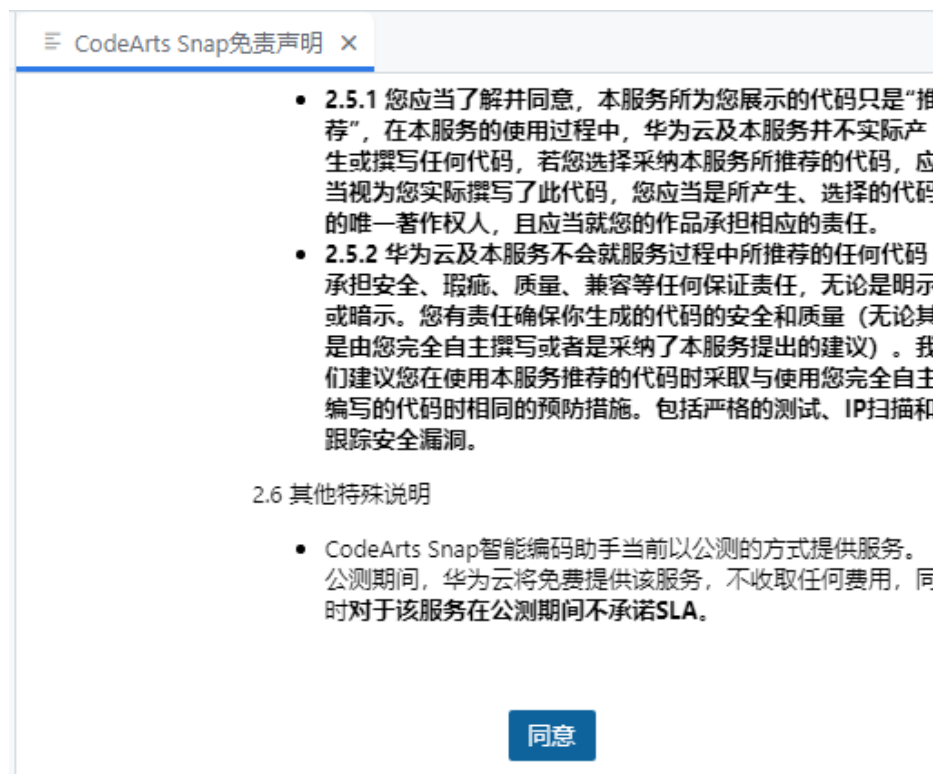 CodeArts Snap免责声明
2.5.1 您应当了解并同意，本服务所为您展示的代码只是“推
荐”，在本服务的使用过程中，华为云及本服务并不实际产
生或撰写任何代码，若您选择采纳本服务所推荐的代码，应
当视为您实际撰写了此代码，您应当是所产生、选择的代码
的唯一著作权人，且应当就您的作品承担相应的责任。
2.5.2 华为云及本服务不会就服务过程中所推荐的任何代码
承担安全、瑕疵、质量、兼容等任何保证责任，无论是明示
或暗示。您有责任确保你生成的代码的安全和质量（无论其
是由您完全自主撰写或者是采纳了本服务提出的建议）。我
们建议您在使用本服务推荐的代码时采取与使用您完全自主
编写的代码时相同的预防措施。包括严格的测试、IP扫描和
跟踪安全漏洞。
2.6 其他特殊说明
CodeArts Snap智能编码助手当前以公测的方式提供服务。
公测期间，华为云将免费提供该服务，不收取任何费用，同
时对于该服务在公测期间不承诺SLA。
同意